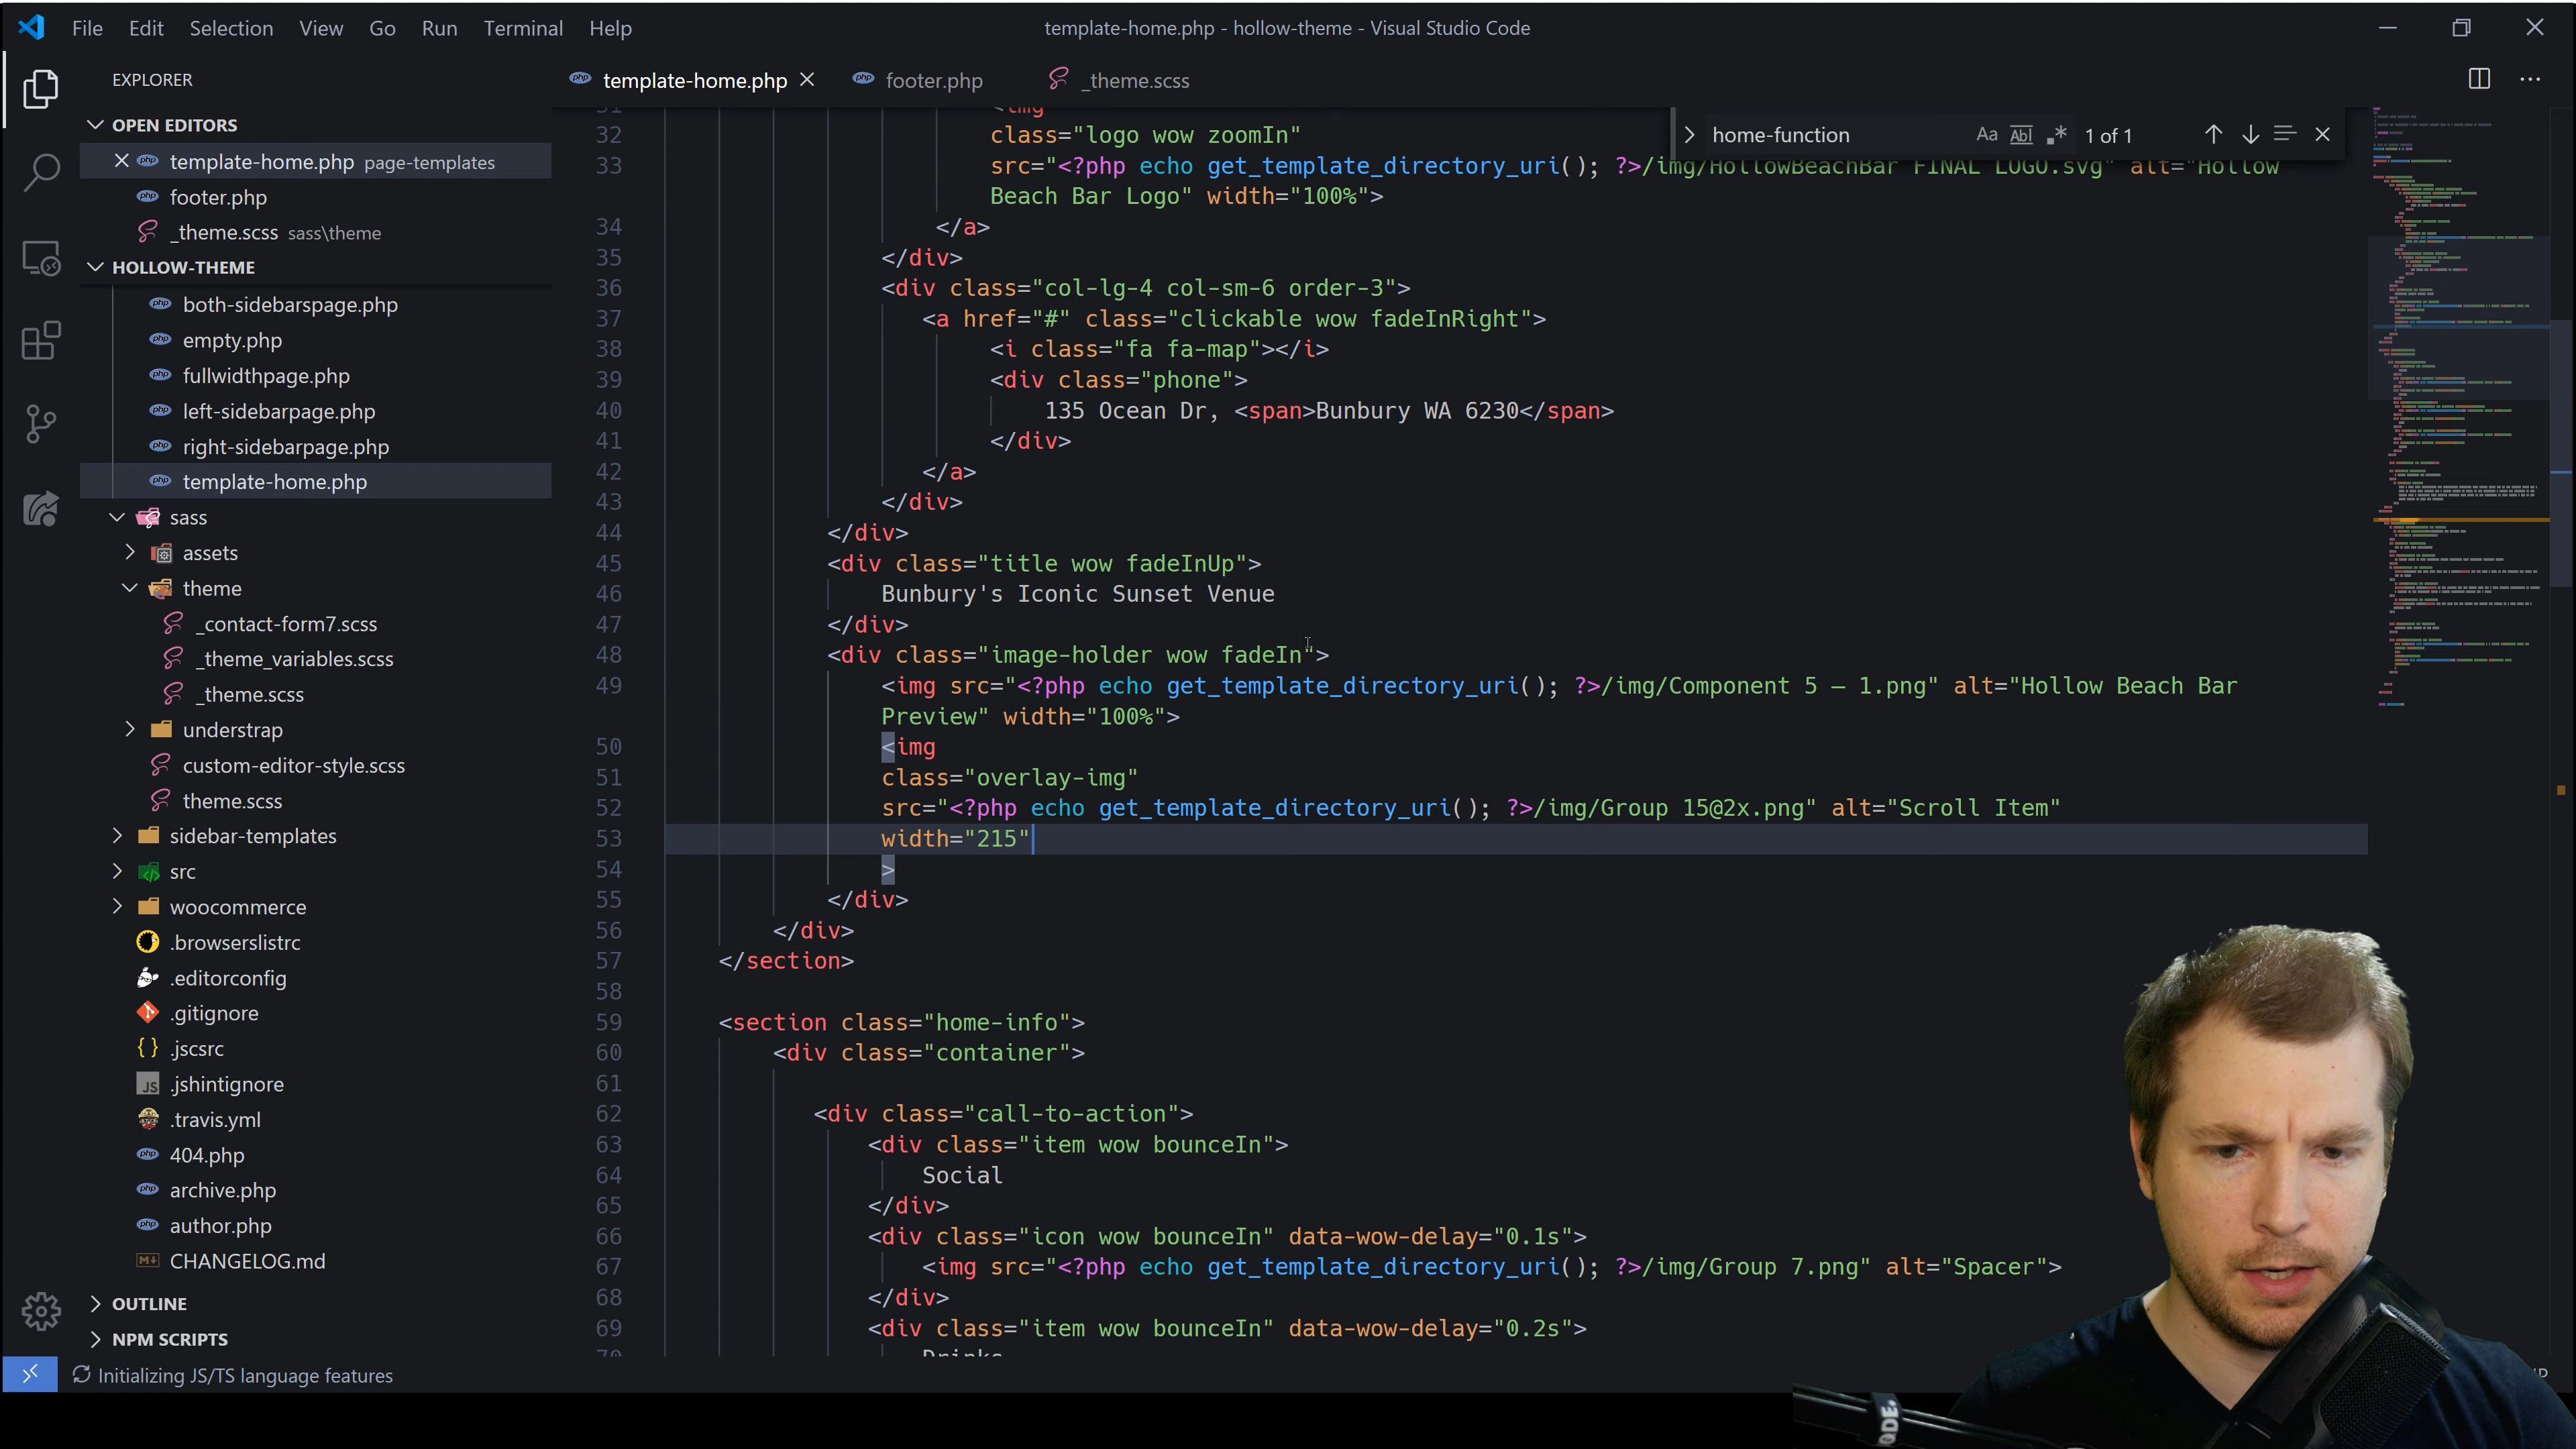 File Edit Selection View Go Run Terminal Help
template-home.php - hollow-theme - Visual Studio Code
EXPLORER
OPEN EDITORS
template-home.php page-templates
footer.php
_theme.scss sass\theme
HOLLOW-THEME
both-sidebarspage.php
empty.php
fullwidthpage.php
left-sidebarpage.php
right-sidebarpage.php
template-home.php
sass
assets
theme
_contact-form7.scss
_theme_variables.scss
_theme.scss
understrap
custom-editor-style.scss
theme.scss
sidebar-templates
src
woocommerce
.browserslistrc
.editorconfig
.gitignore
{ } .jscsrc
JS .jshintignore
.travis.yml
404.php
archive.php
author.php
CHANGELOG.md
OUTLINE
NPM SCRIPTS
Initializing JS/TS language features
template-home.php footer.php _theme.scss
home-function Aa Abl .* 1 of 1
31 <img
32 class="logo wow zoomIn"
33 src="<?php echo get_template_directory_uri(); ?>/img/HollowBeachBar FINAL LOGO.svg" alt="Hollow
Beach Bar Logo" width="100%">
34 </a>
35 </div>
36 <div class="col-lg-4 col-sm-6 order-3">
37 <a href="#" class="clickable wow fadeInRight">
38 <i class="fa fa-map"></i>
39 <div class="phone">
40 135 Ocean Dr, <span>Bunbury WA 6230</span>
41 </div>
42 </a>
43 </div>
44 </div>
45 <div class="title wow fadeInUp">
46 Bunbury's Iconic Sunset Venue
47 </div>
48 <div class="image-holder wow fadeIn">
49 <img src="<?php echo get_template_directory_uri(); ?>/img/Component 5 – 1.png" alt="Hollow Beach Bar
Preview" width="100%">
50 <img
51 class="overlay-img"
52 src="<?php echo get_template_directory_uri(); ?>/img/Group 15@2x.png" alt="Scroll Item"
53 width="215"
54 >
55 </div>
56 </div>
57 </section>
58
59 <section class="home-info">
60 <div class="container">
61
62 <div class="call-to-action">
63 <div class="item wow bounceIn">
64 Social
65 </div>
66 <div class="icon wow bounceIn" data-wow-delay="0.1s">
67 <img src="<?php echo get_template_directory_uri(); ?>/img/Group 7.png" alt="Spacer">
68 </div>
69 <div class="item wow bounceIn" data-wow-delay="0.2s">
70 Drinks